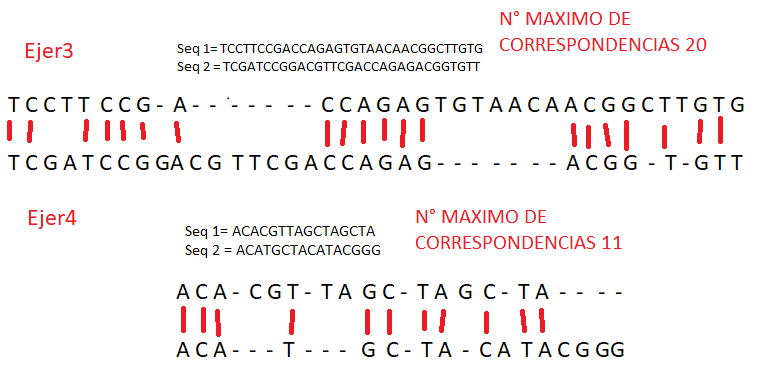 Ejer3
Seq 1= TCCTTCCGACCAGAGTGTAACAACGGCTTGTG
Seq 2 = TCGATCCGGACGTTCGACCAGAGACGGTGTT
N° MAXIMO DE
CORRESPONDENCIAS 20
TCCTTCCG-A-------CCAGAGTGTAACAACGGCTTGTG
TCGATCCGGACGTTCGACCAGAG-------ACGG-T-GTT
Ejer4
Seq 1= ACACGTTAGCTAGCTA
Seq 2 = ACATGCTACATACGGG
N° MAXIMO DE
CORRESPONDENCIAS 11
ACA-CGT-TAGC-TAGC-TA----
ACA---T---GC-TA-CATACGGG